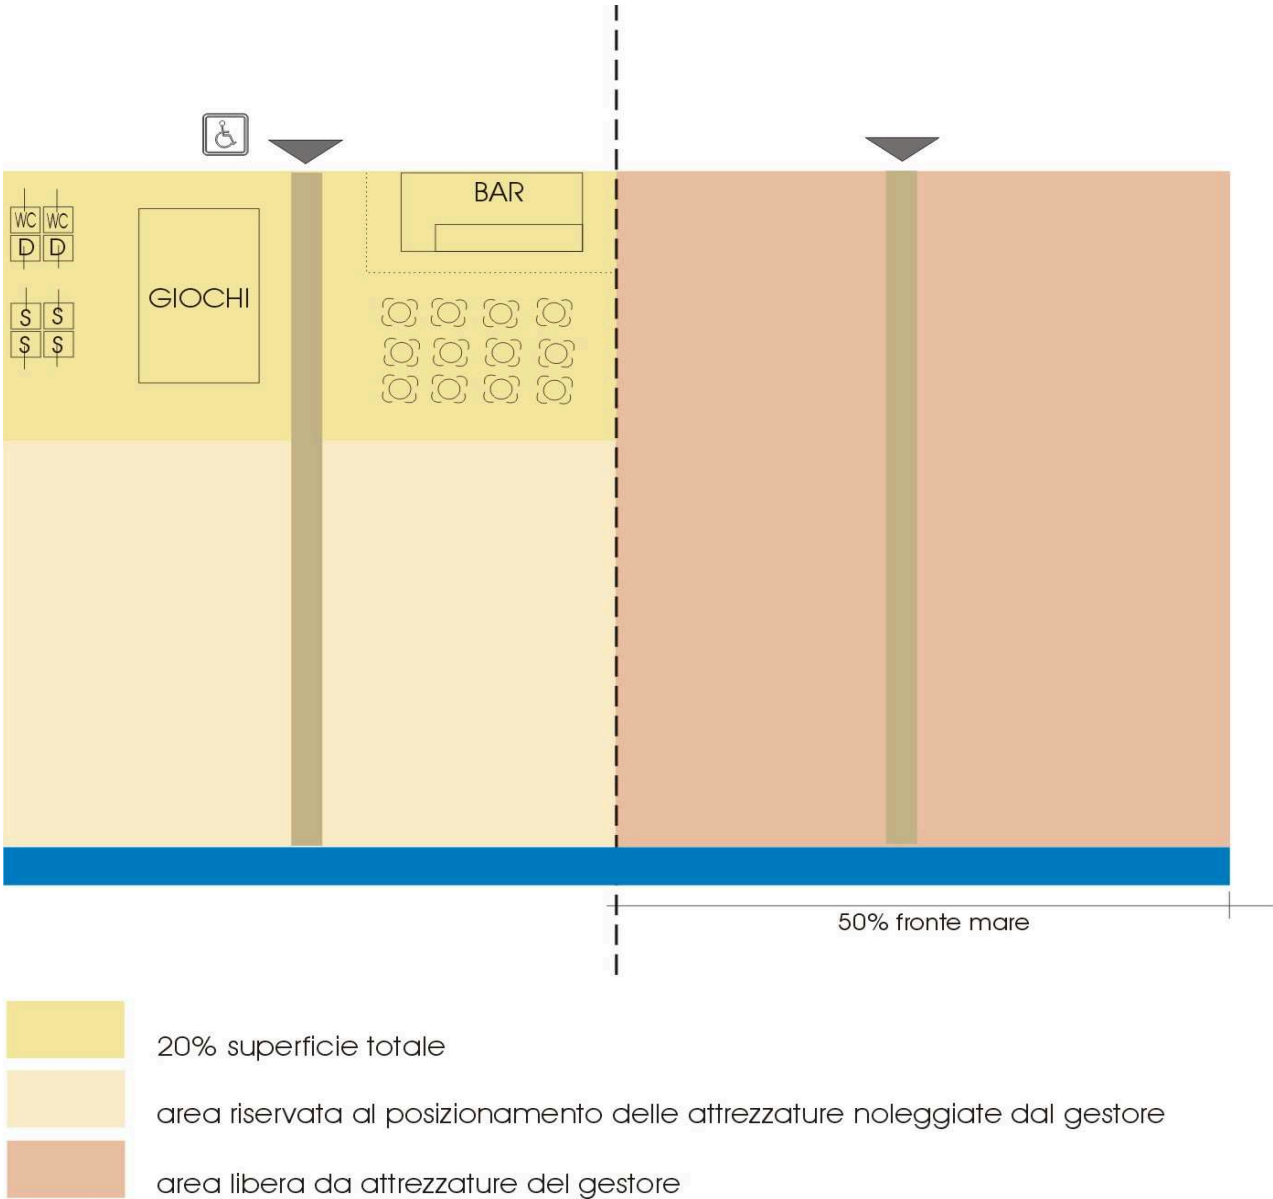 BAR
WC WC
D D
GIOCHI
S S
S S
50% fronte mare
20% superficie totale
area riservata al posizionamento delle attrezzature noleggiate dal gestore
area libera da attrezzature del gestore